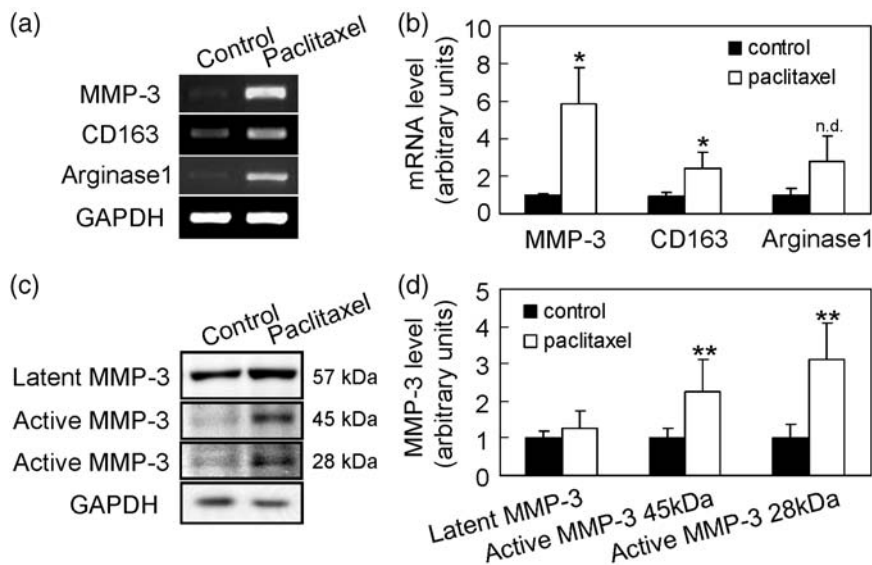 (a)
Control
Paclitaxel
MMP-3
CD163
Arginase1
GAPDH
(b)
mRNA level
(arbitrary units)
10
8
6
4
2
0
control
paclitaxel
*
*
n.d.
MMP-3
CD163
Arginase1
(c)
Control
Paclitaxel
Latent MMP-3
57 kDa
Active MMP-3
45 kDa
Active MMP-3
28 kDa
GAPDH
(d)
MMP-3 level
(arbitrary units)
5
4
3
2
1
0
control
paclitaxel
**
**
Latent MMP-3
Active MMP-3 45kDa
Active MMP-3 28kDa